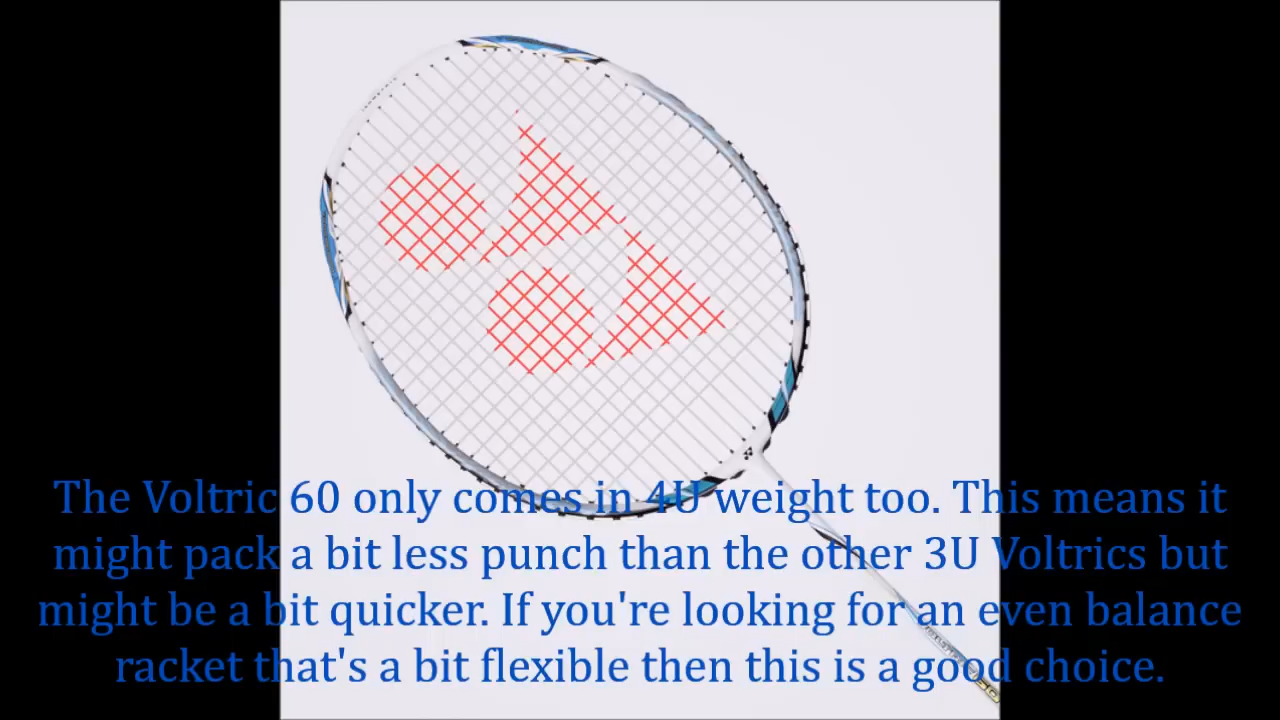 The Voltric 60 only comes in 4U weight too. This means it
might pack a bit less punch than the other 3U Voltrics but
might be a bit quicker. If you're looking for an even balance
racket that's a bit flexible then this is a good choice.